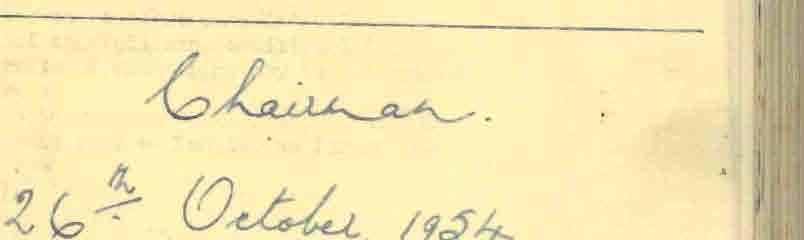 Chairman.
26th October 1954